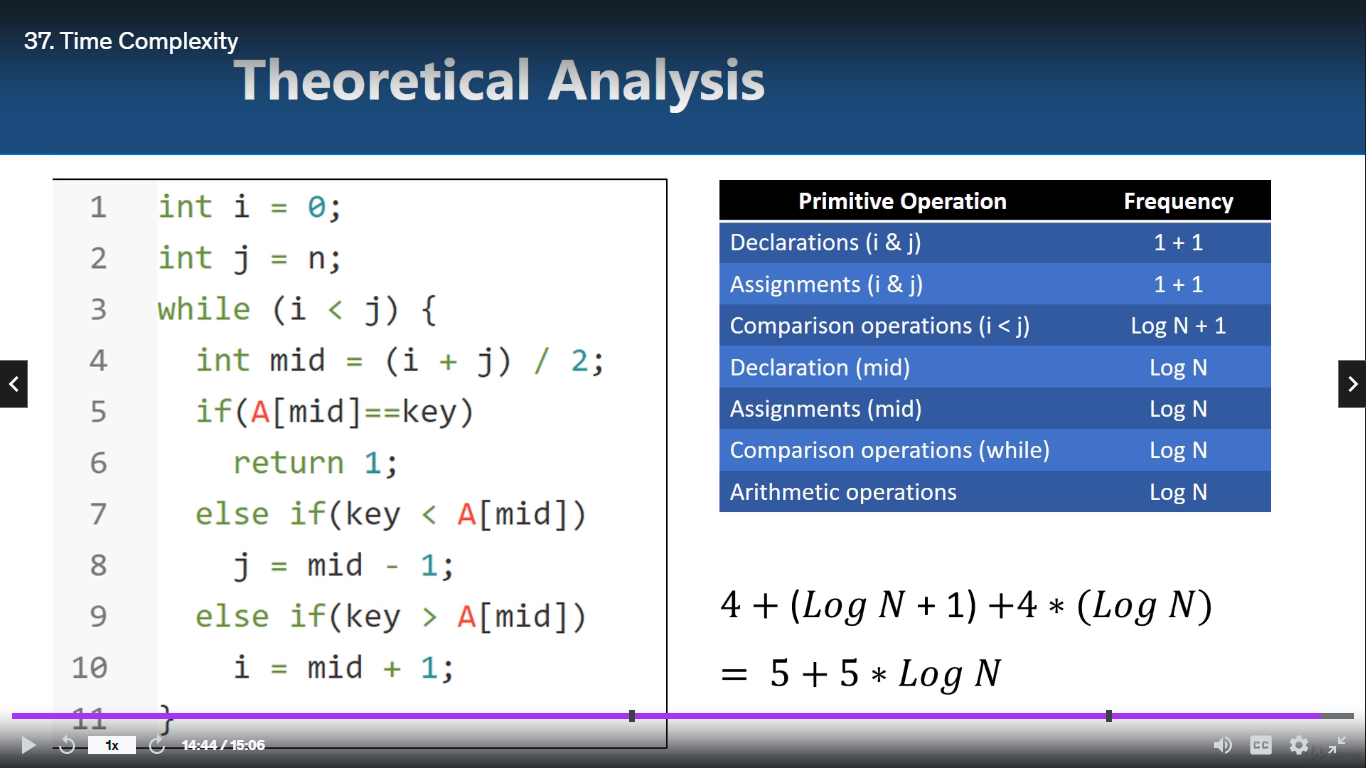 37. Time Complexity
Theoretical Analysis
1 int i = 0;
2 int j = n;
3 while (i < j) {
4 int mid = (i + j) / 2;
5 if(A[mid]==key)
6 return 1;
7 else if(key < A[mid])
8 j = mid - 1;
9 else if(key > A[mid])
10 i = mid + 1;
11 }
Primitive Operation Frequency
Declarations (i & j) 1 + 1
Assignments (i & j) 1 + 1
Comparison operations (i < j) Log N + 1
Declaration (mid) Log N
Assignments (mid) Log N
Comparison operations (while) Log N
Arithmetic operations Log N
4 + (Log N + 1) +4 * (Log N)
= 5 + 5 * Log N
1x 14:44 / 15:06
CC